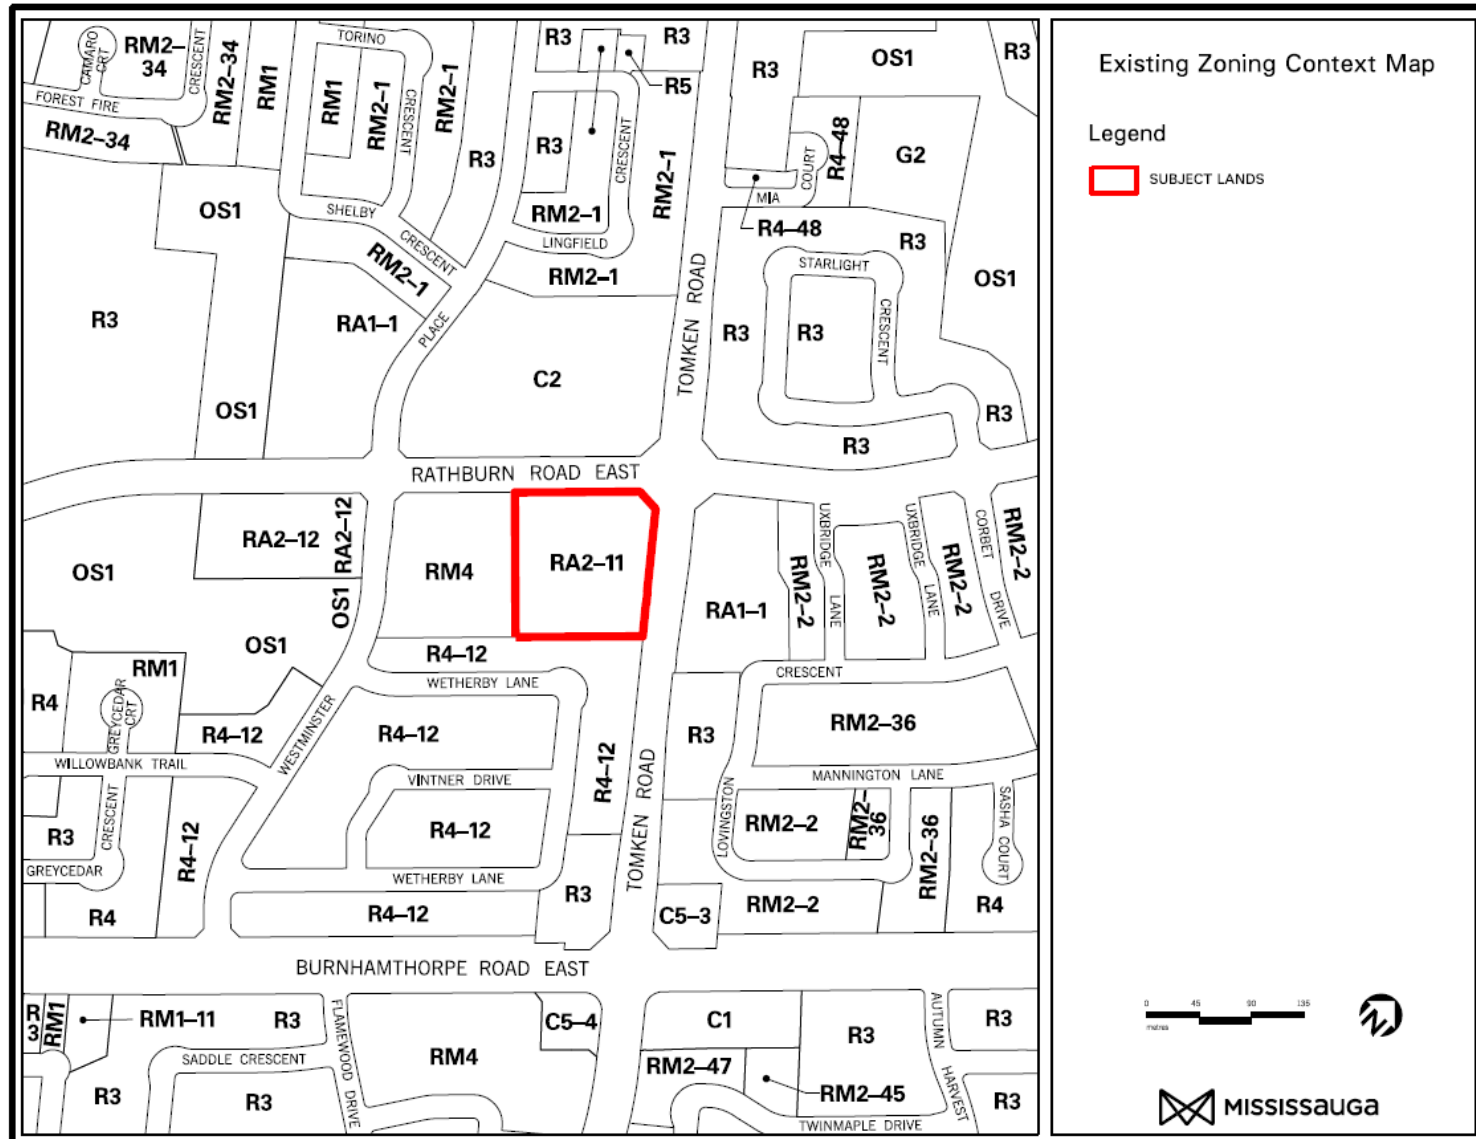 Existing Zoning Context Map
Legend
SUBJECT LANDS
R3
R3
R5
R3
OS1
R3
CAMARO CRT
RM2–34
CRESCENT
RM2–34
RM1
TORINO
RM1
RM2–1
CRESCENT
RM2–1
FOREST FIRE
RM2–34
R3
R3
CRESCENT
RM2–1
COURT
R4–48
G2
OS1
SHELBY
CRESCENT
RM2–1
RM2–1
LINGFIELD
RM2–1
MIA
R4–48
R3
STARLIGHT
CRESCENT
OS1
R3
RA1–1
PLACE
TOMKEN ROAD
R3
R3
C2
OS1
R3
R3
RATHBURN ROAD EAST
RA2–12
RA2–12
OS1
OS1
RM4
RA2–11
RA1–1
RM2–2
UXBRIDGE LANE
RM2–2
UXBRIDGE LANE
RM2–2
CORBET DRIVE
RM2–2
OS1
RM1
R4–12
WETHERBY LANE
CRESCENT
R4
GREYCEDAR CRT
R4–12
WESTMINSTER
R4–12
R3
RM2–36
WILLOWBANK TRAIL
VINTNER DRIVE
R4–12
TOMKEN ROAD
LOVINGSTON
MANNINGTON LANE
R3
CRESCENT
R4–12
R4–12
RM2–2
RM2–36
RM2–36
SASHA COURT
GREYCEDAR
WETHERBY LANE
R4
R4–12
R3
C5–3
RM2–2
R4
BURNHAMTHORPE ROAD EAST
R3
RM1
RM1–11
R3
FLAMEWOOD DRIVE
C5–4
C1
R3
AUTUMN HARVEST
R3
SADDLE CRESCENT
RM4
RM2–47
RM2–45
R3
R3
TWINMAPLE DRIVE
R3
0 45 90 135
metres
N
MISSISSAUGA